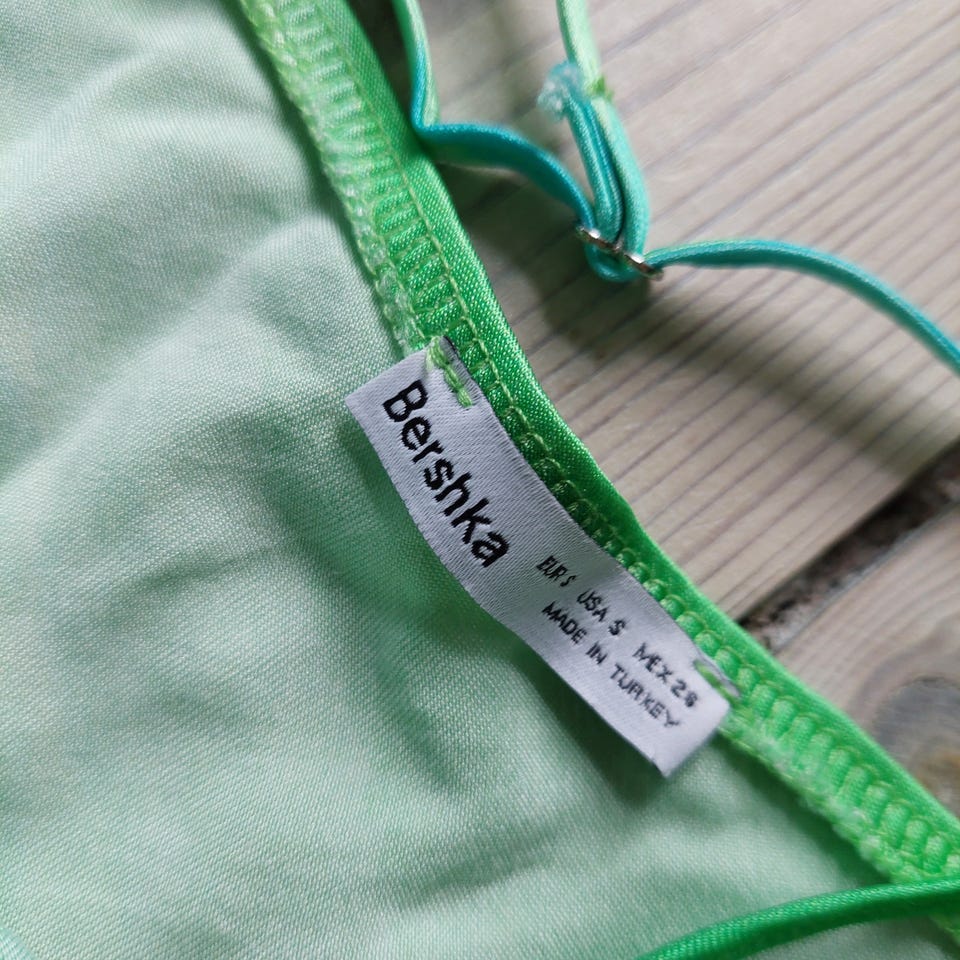 Bershka
EUR S USA S MEX 26
MADE IN TURKEY